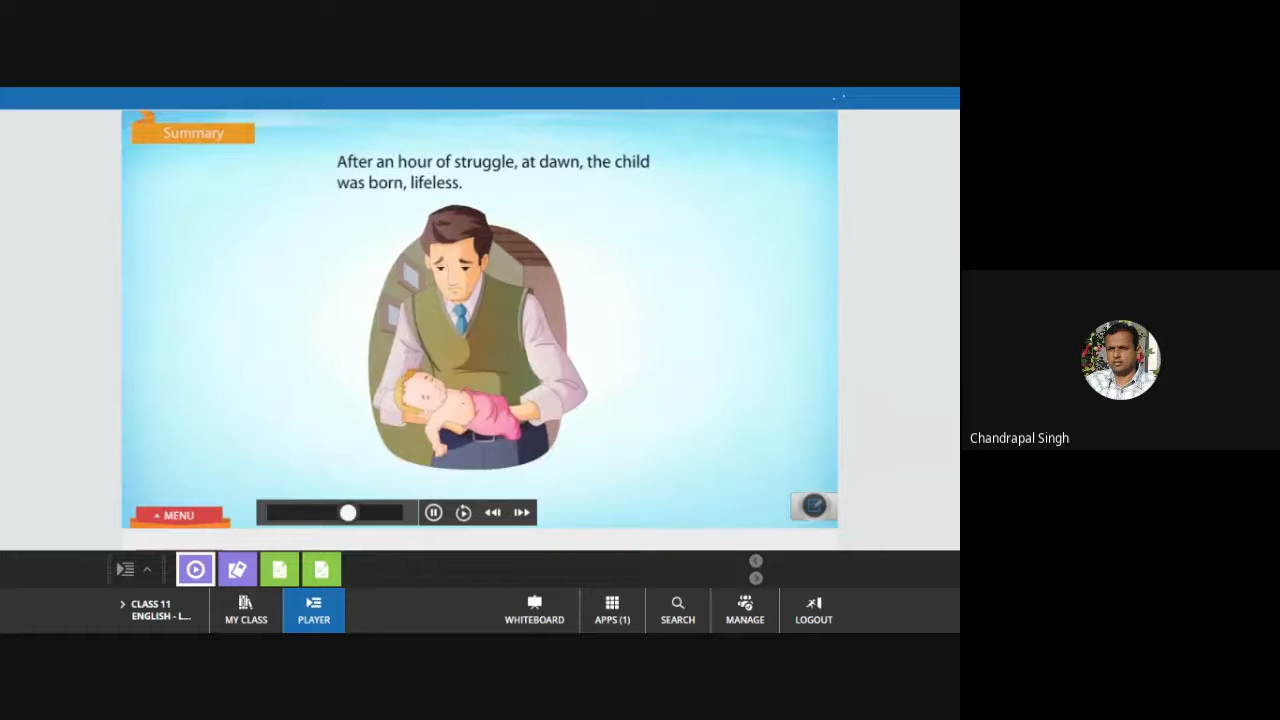 Summary
After an hour of struggle, at dawn, the child
was born, lifeless.
MENU
Chandrapal Singh
CLASS 11
ENGLISH - L...
MY CLASS
PLAYER
WHITEBOARD
APPS (1)
SEARCH
MANAGE
LOGOUT